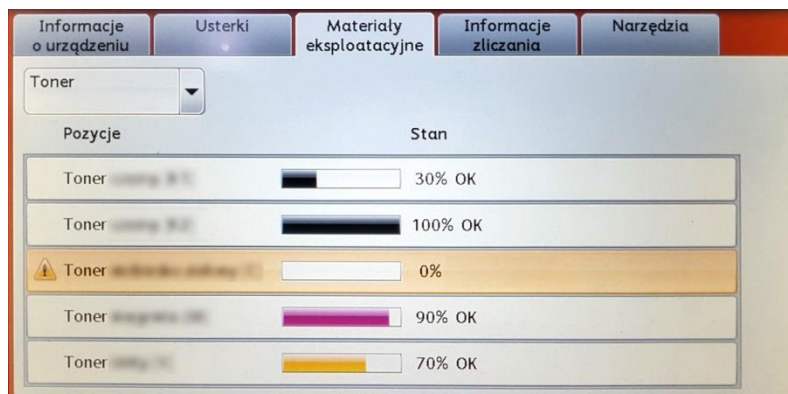 Informacje
o urządzeniu
Usterki
Materiały
eksploatacyjne
Informacje
zliczania
Narzędzia
Toner
Pozycje Stan
Toner 30% OK
Toner 100% OK
Toner 0%
Toner 90% OK
Toner 70% OK